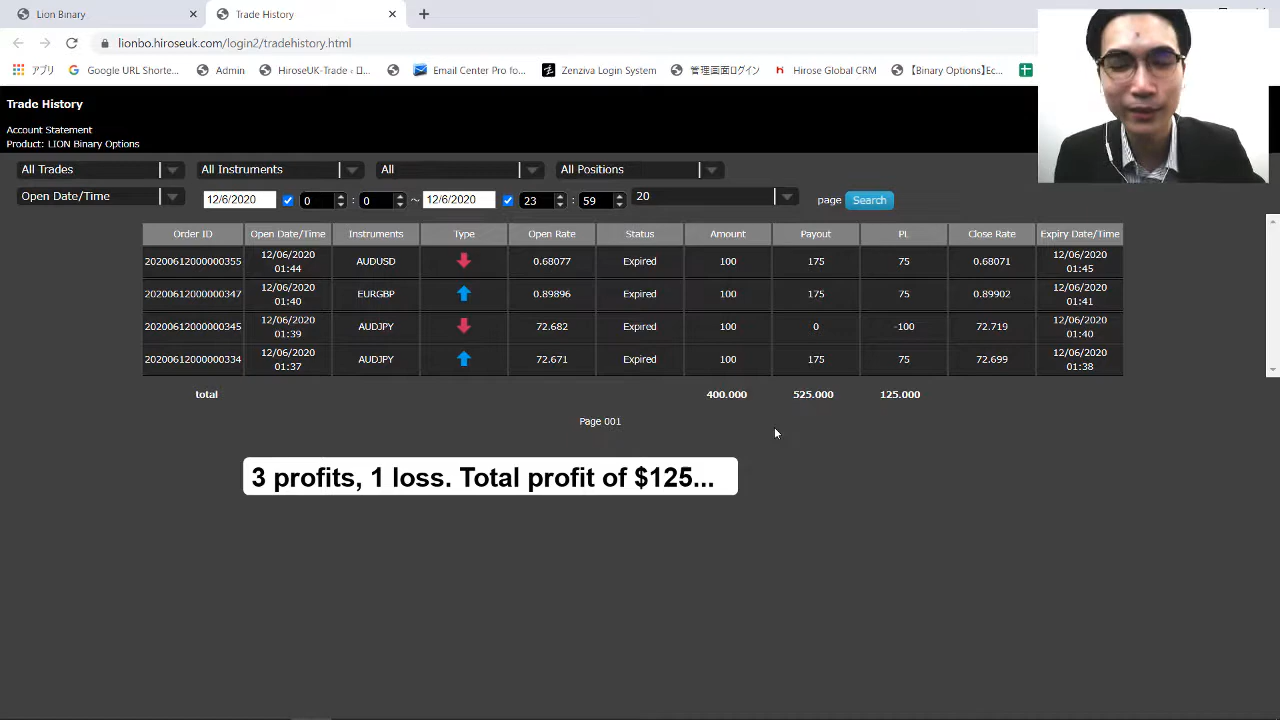 Lion Binary
Trade History
lionbo.hiroseuk.com/login2/tradehistory.html
アプリ
Google URL Shorte...
Admin
HiroseUK-Trade ‹ ロ...
Email Center Pro fo...
Zenziva Login System
管理画面ログイン
Hirose Global CRM
【Binary Options】Ec...
Trade History
Account Statement
Product: LION Binary Options
All Trades
All Instruments
All
All Positions
Open Date/Time
12/6/2020
0 : 0 ～
12/6/2020
23 : 59
20
page
Search
Order ID Open Date/Time Instruments Type Open Rate Status Amount Payout PL Close Rate Expiry Date/Time
20200612000000355 12/06/2020 01:44 AUDUSD 0.68077 Expired 100 175 75 0.68071 12/06/2020 01:45
20200612000000347 12/06/2020 01:40 EURGBP 0.89896 Expired 100 175 75 0.89902 12/06/2020 01:41
20200612000000345 12/06/2020 01:39 AUDJPY 72.682 Expired 100 0 -100 72.719 12/06/2020 01:40
20200612000000334 12/06/2020 01:37 AUDJPY 72.671 Expired 100 175 75 72.699 12/06/2020 01:38
total 400.000 525.000 125.000
Page 001
3 profits, 1 loss. Total profit of $125...